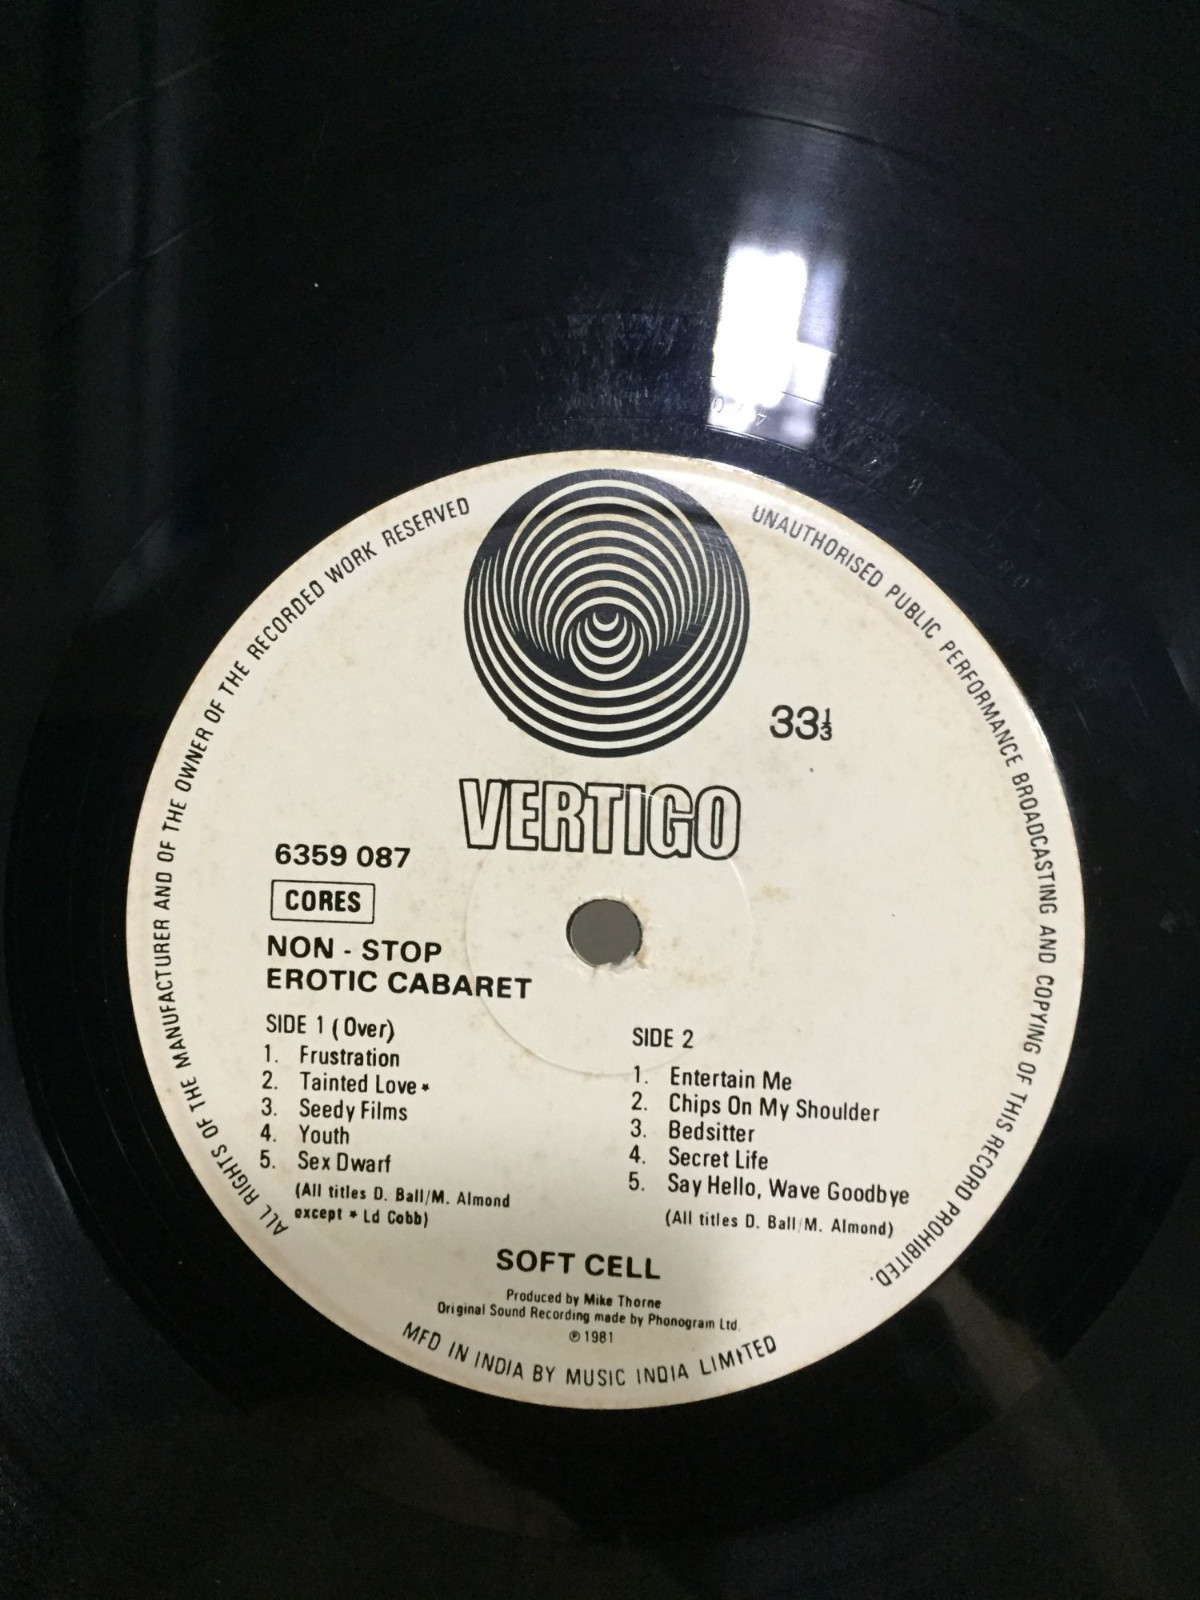 ALL RIGHTS OF THE MANUFACTURER AND OF THE OWNER OF THE RECORDED WORK RESERVED
UNAUTHORISED PUBLIC PERFORMANCE BROADCASTING AND COPYING OF THIS RECORD PROHIBITED.
33⅓
VERTIGO
6359 087
CORES
NON - STOP
EROTIC CABARET
SIDE 1 (Over)
1. Frustration
2. Tainted Love *
3. Seedy Films
4. Youth
5. Sex Dwarf
(All titles D. Ball/M. Almond
except * Ld Cobb)
SIDE 2
1. Entertain Me
2. Chips On My Shoulder
3. Bedsitter
4. Secret Life
5. Say Hello, Wave Goodbye
(All titles D. Ball/M. Almond)
SOFT CELL
Produced by Mike Thorne
Original Sound Recording made by Phonogram Ltd.
℗ 1981
MFD IN INDIA BY MUSIC INDIA LIMITED